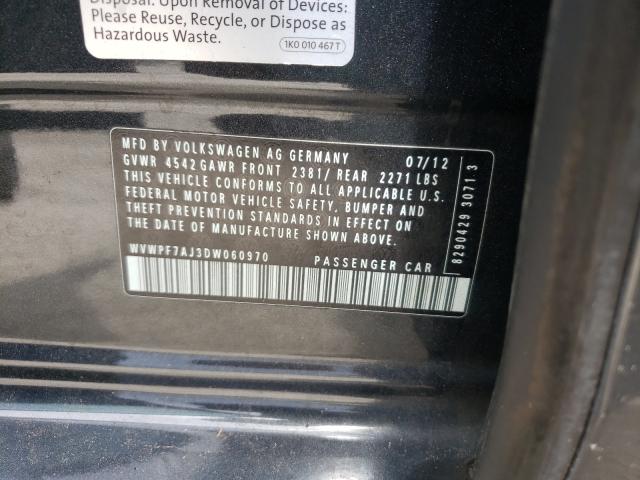 Disposal. Upon Removal of Devices:
Please Reuse, Recycle, or Dispose as
Hazardous Waste.
1K0 010 467 T
MFD BY VOLKSWAGEN AG GERMANY 07/12
GVWR 4542 GAWR FRONT 2381/ REAR 2271 LBS
THIS VEHICLE CONFORMS TO ALL APPLICABLE U.S.
FEDERAL MOTOR VEHICLE SAFETY, BUMPER AND
THEFT PREVENTION STANDARDS IN EFFECT ON
THE DATE OF MANUFACTURE SHOWN ABOVE.
WVWPF7AJ3DW060970 PASSENGER CAR
8290429 3071.3